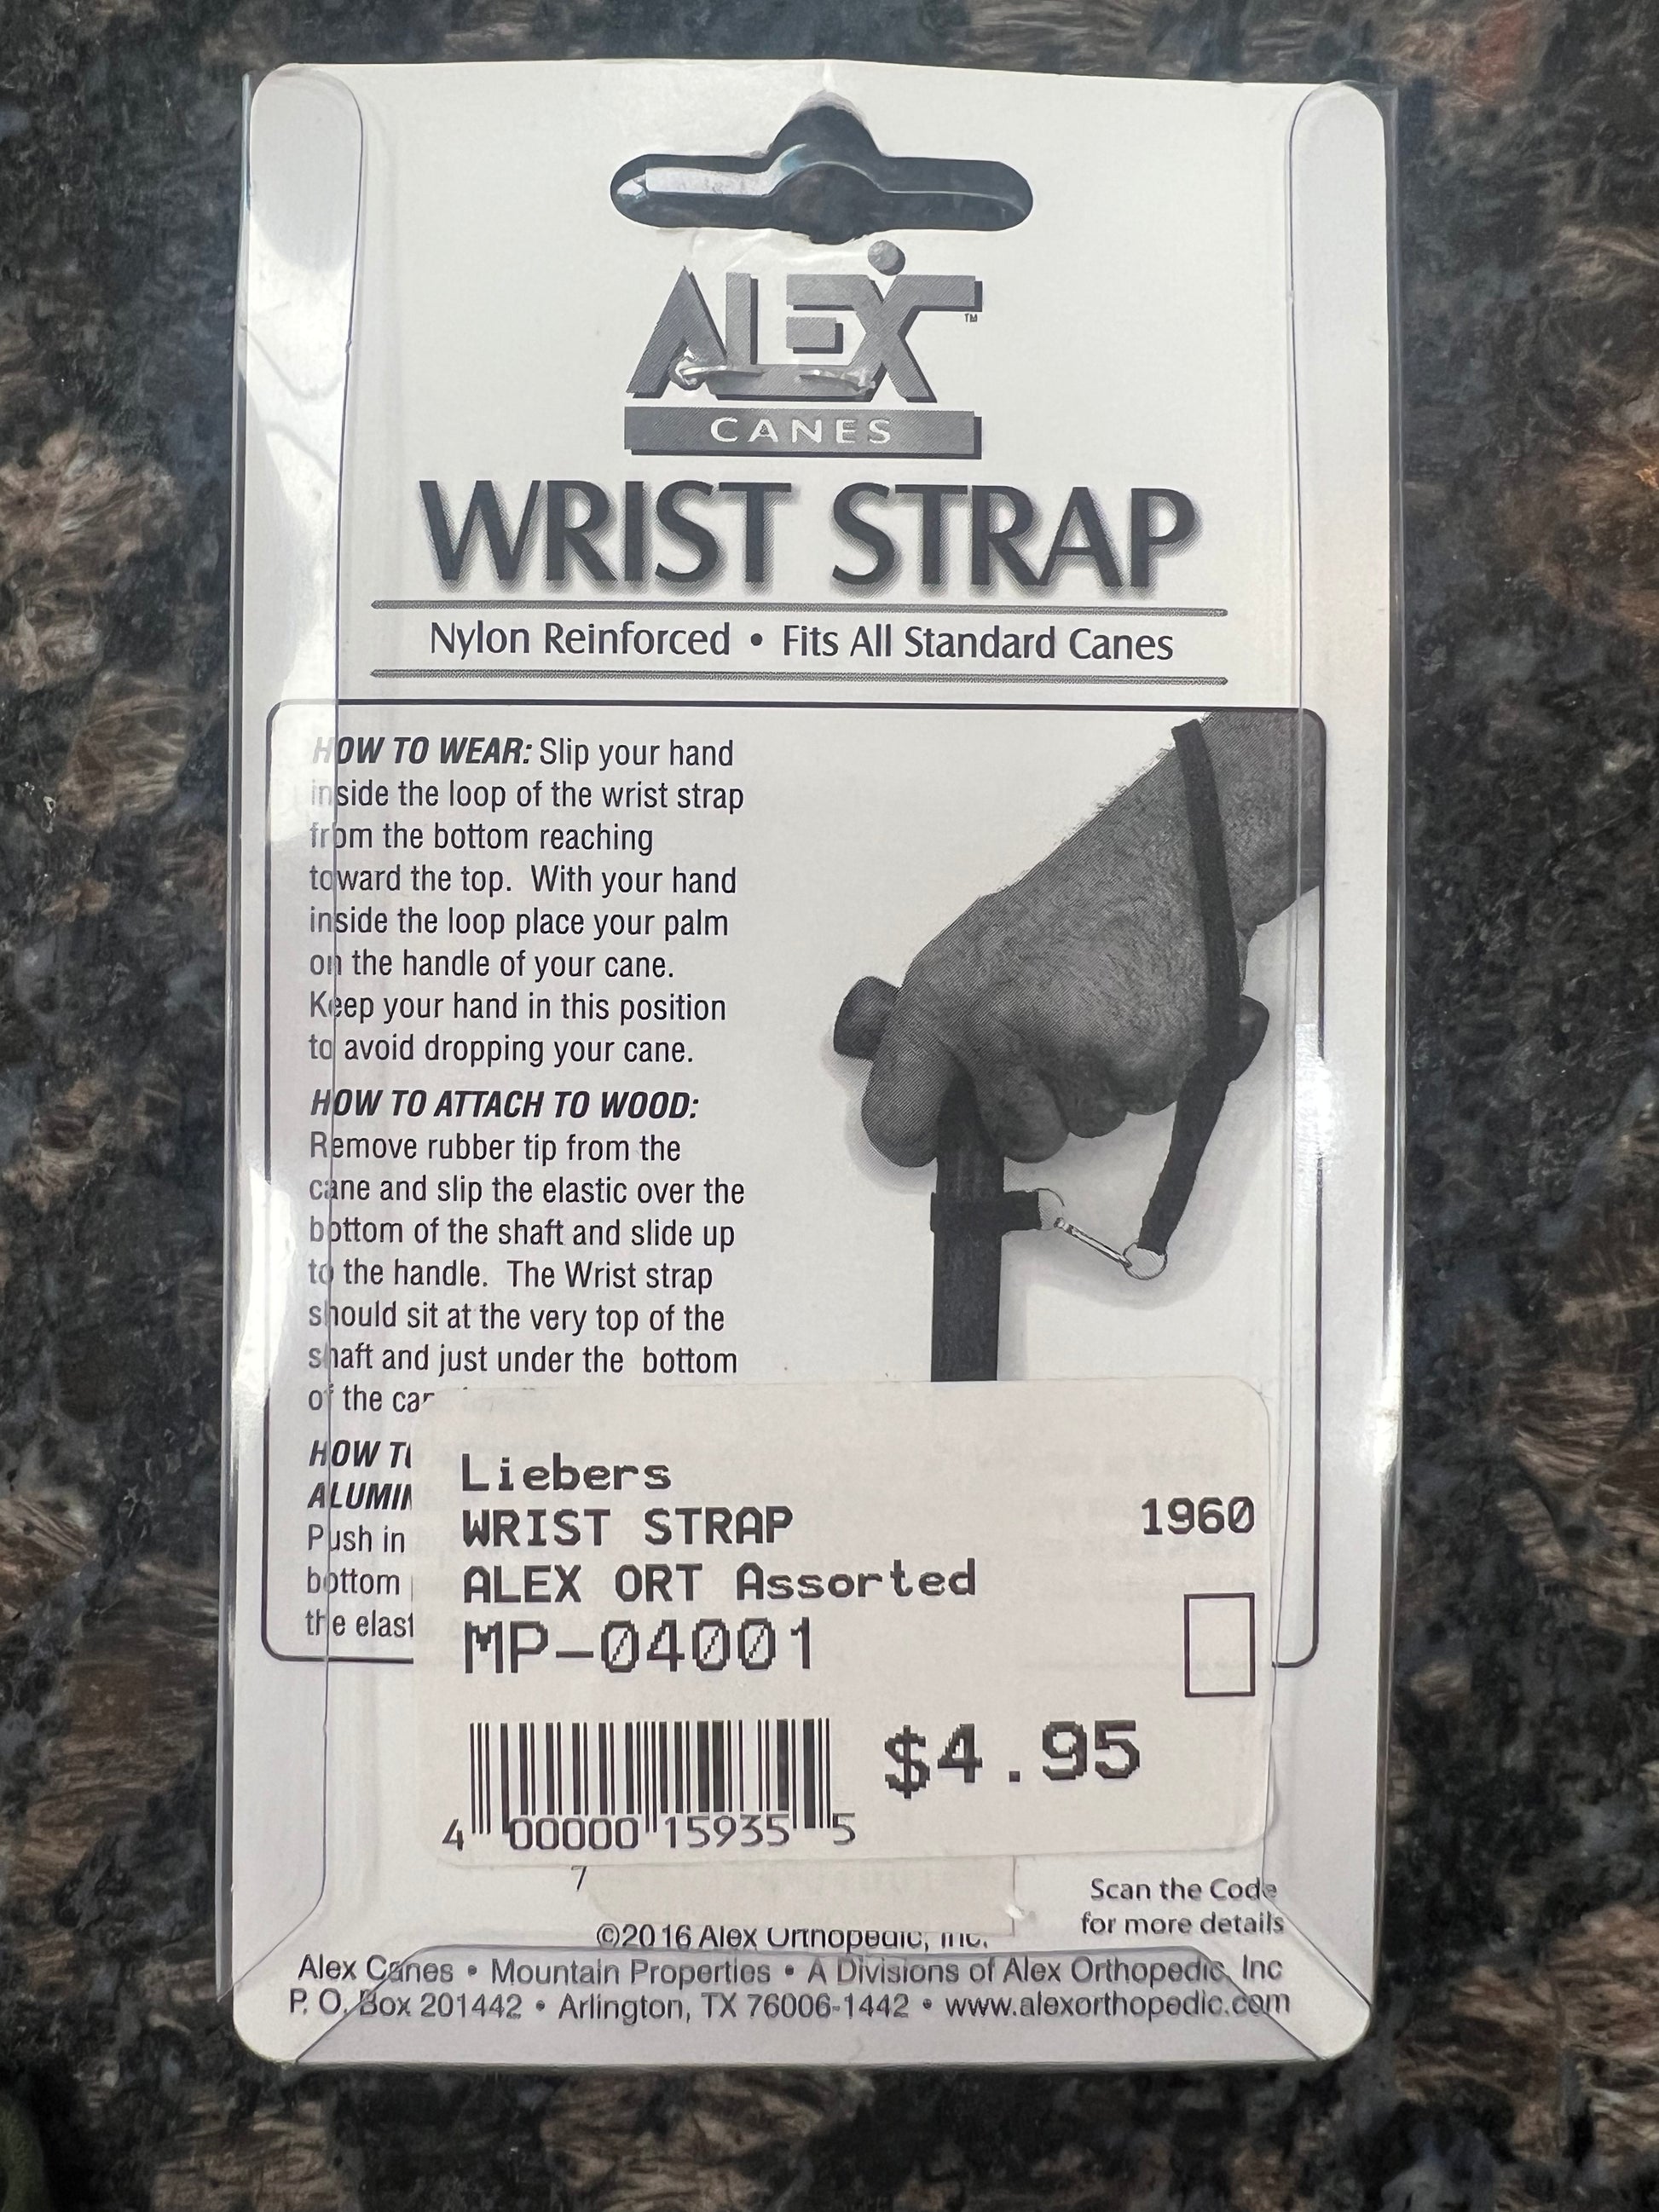 ALEX™
CANES
WRIST STRAP
Nylon Reinforced • Fits All Standard Canes
HOW TO WEAR: Slip your hand
inside the loop of the wrist strap
from the bottom reaching
toward the top. With your hand
inside the loop place your palm
on the handle of your cane.
Keep your hand in this position
to avoid dropping your cane.
HOW TO ATTACH TO WOOD:
Remove rubber tip from the
cane and slip the elastic over the
bottom of the shaft and slide up
to the handle. The Wrist strap
should sit at the very top of the
shaft and just under the bottom
of the
HOW
Push in
bottom
the
Liebers
WRIST STRAP 1960
ALEX ORT Assorted
MP-04001
$4.95
4 00000 15935 5
7
Scan the Code
for more details
©2016 Alex Orthopedic, Inc.
Alex Canes • Mountain Properties • A Divisions of Alex Orthopedic, Inc
P. O. Box 201442 • Arlington, TX 76006-1442 • www.alexorthopedic.com